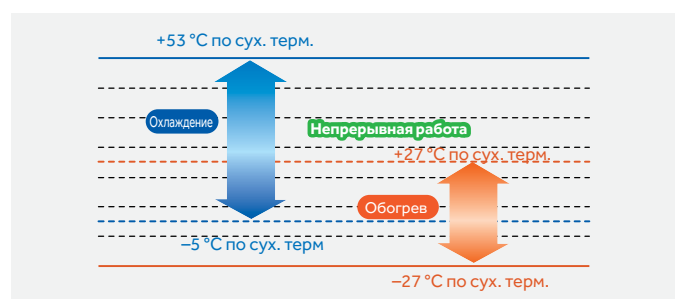 +53 °C по сух. терм.
Охлаждение
Непрерывная работа
+27 °C по сух. терм.
Обогрев
–5 °C по сух. терм
–27 °C по сух. терм.